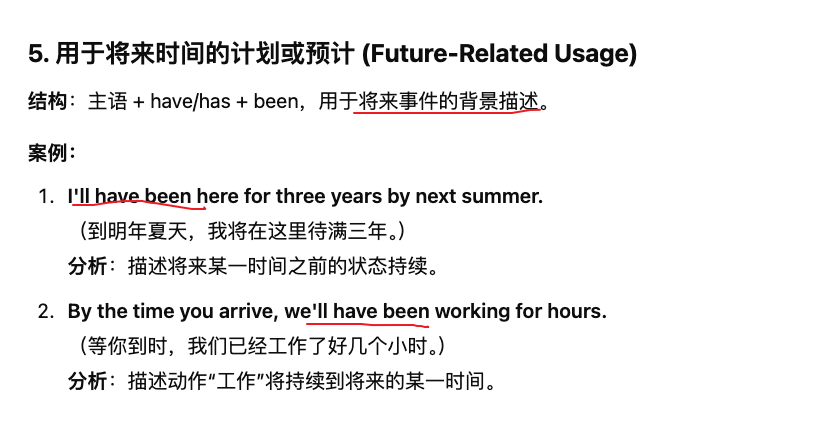 5. 用于将来时间的计划或预计 (Future-Related Usage)
结构：主语 + have/has + been，用于将来事件的背景描述。
案例：
1. I'll have been here for three years by next summer.
（到明年夏天，我将在这里待满三年。）
分析：描述将来某一时间之前的状态持续。
2. By the time you arrive, we'll have been working for hours.
（等你到时，我们已经工作了好几个小时。）
分析：描述动作“工作”将持续到将来的某一时间。